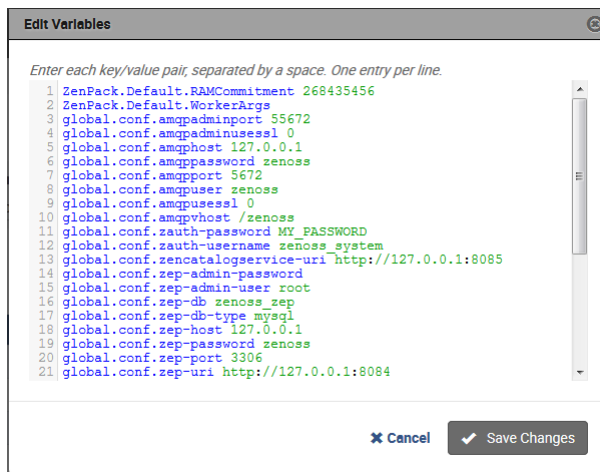 Edit Variables
Enter each key/value pair, separated by a space. One entry per line.
1 ZenPack.Default.RAMCommitment 268435456
2 ZenPack.Default.WorkerArgs
3 global.conf.amqpadminport 55672
4 global.conf.amqpadminusessl 0
5 global.conf.amqphost 127.0.0.1
6 global.conf.amqppassword zenoss
7 global.conf.amqpport 5672
8 global.conf.amqpuser zenoss
9 global.conf.amqpusessl 0
10 global.conf.amqpvhost /zenoss
11 global.conf.zauth-password MY_PASSWORD
12 global.conf.zauth-username zenoss_system
13 global.conf.zencatalogservice-uri http://127.0.0.1:8085
14 global.conf.zep-admin-password
15 global.conf.zep-admin-user root
16 global.conf.zep-db zenoss_zep
17 global.conf.zep-db-type mysql
18 global.conf.zep-host 127.0.0.1
19 global.conf.zep-password zenoss
20 global.conf.zep-port 3306
21 global.conf.zep-uri http://127.0.0.1:8084
Cancel Save Changes